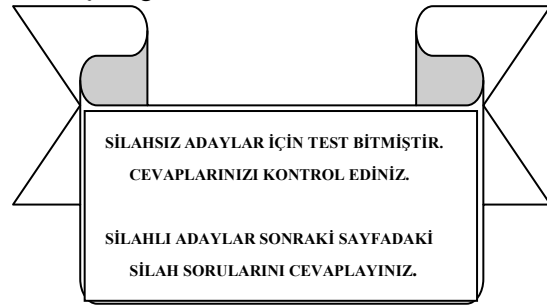 SİLAHSIZ ADAYLAR İÇİN TEST BİTMİŞTİR.
CEVAPLARINIZI KONTROL EDİNİZ.
SİLAHLI ADAYLAR SONRAKİ SAYFADAKİ
SİLAH SORULARINI CEVAPLAYINIZ.